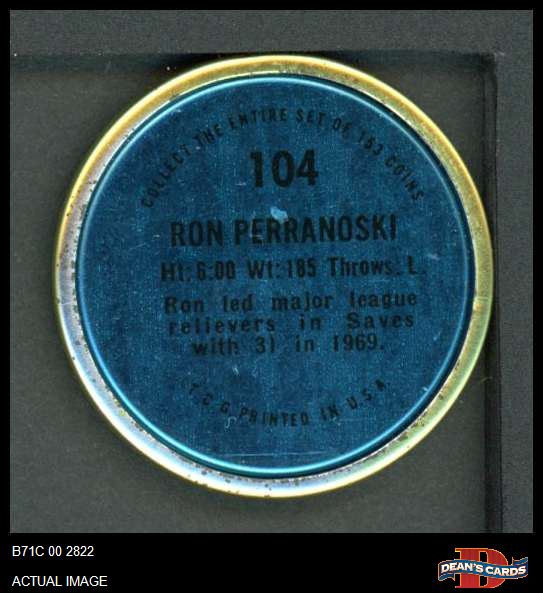 COLLECT THE ENTIRE SET OF 153 COINS
104
RON PERRANOSKI
Ht: 6:00 Wt: 185 Throws: L
Ron led major league
relievers in Saves
with 31 in 1969.
T.C.G. PRINTED IN U.S.A.
B71C 00 2822
ACTUAL IMAGE
D
DEAN'S CARDS